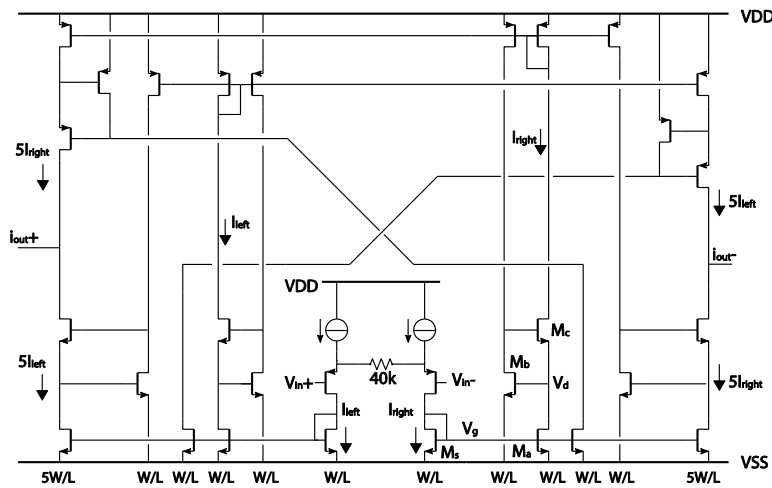 VDD
5Iright
Iright
5Ileft
Ileft
iout+
iout-
VDD
Mc
Mb
Vd
5Ileft
Vin+
40k
Vin-
5Iright
Ileft
Iright
Vg
Ms
Ma
VSS
5W/L W/L W/L W/L W/L W/L W/L W/L W/L W/L W/L 5W/L